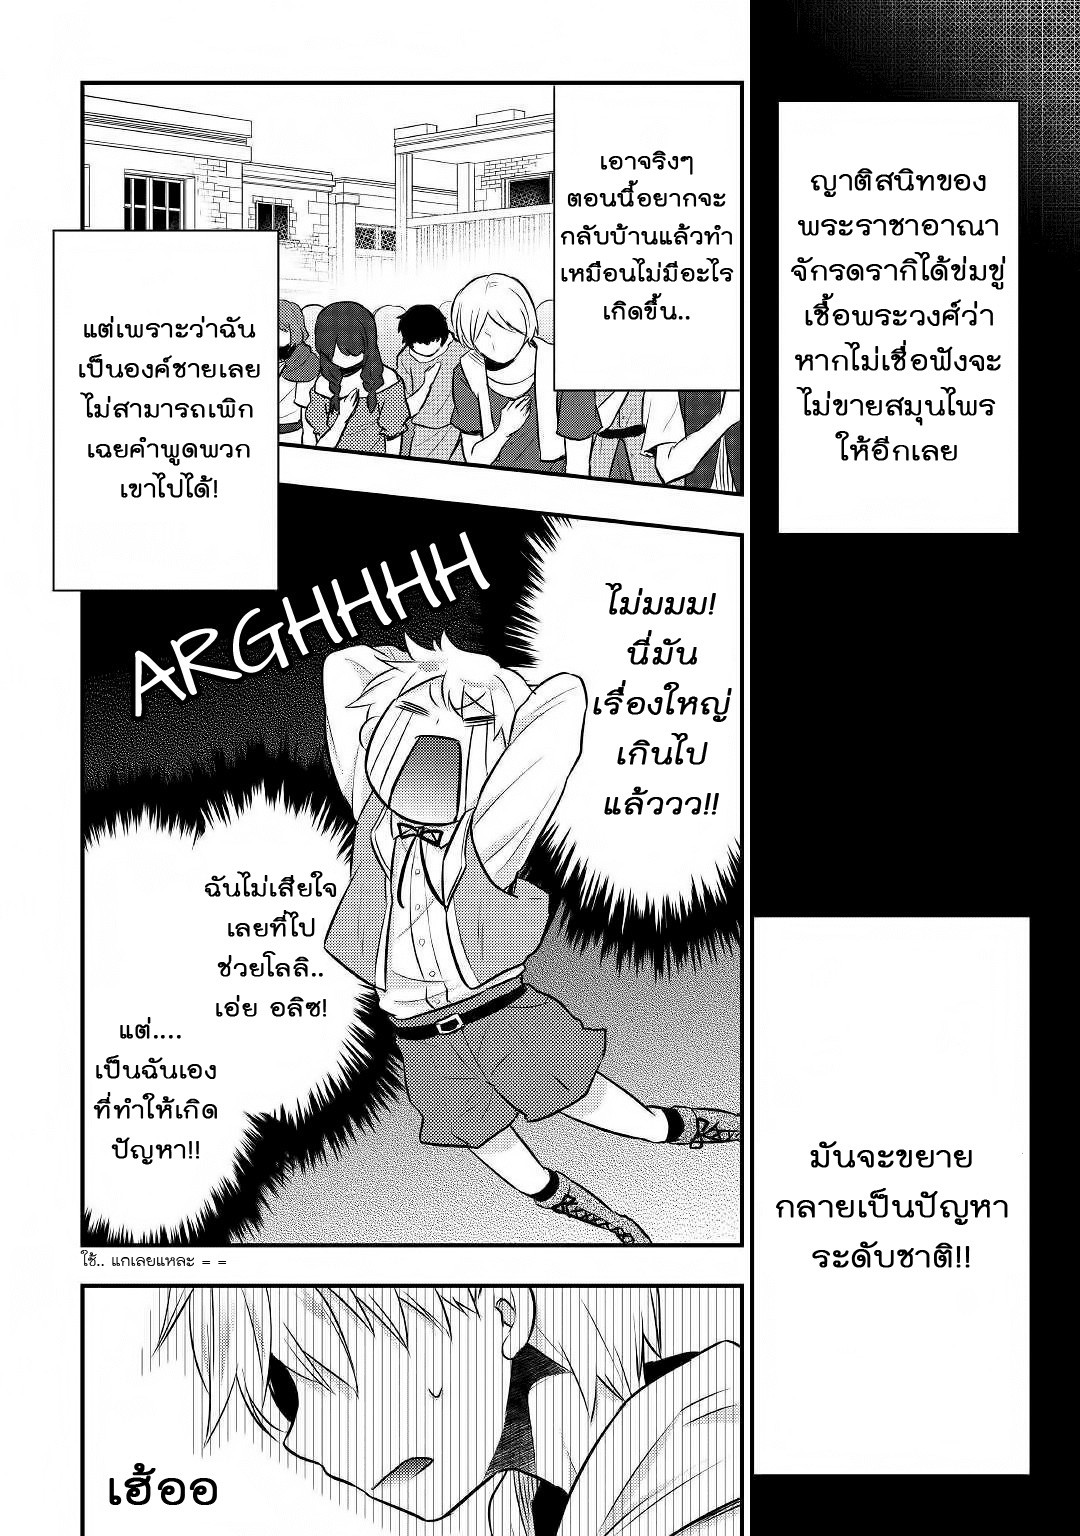 ญาติสนิทของ
พระราชาอาณา
จักรดรากิได้ข่มขู่
เชื้อพระวงศ์ว่า
หากไม่เชื่อฟังจะ
ไม่ขายสมุนไพร
ให้อีกเลย
มันจะขยาย
กลายเป็นปัญหา
ระดับชาติ!!
เอาจริงๆ
ตอนนี้อยากจะ
กลับบ้านแล้วทำ
เหมือนไม่มีอะไร
เกิดขึ้น..
แต่เพราะว่าฉัน
เป็นองค์ชายเลย
ไม่สามารถเพิก
เฉยคำพูดพวก
เขาไปได้!
ไม่มมม!
นี่มัน
เรื่องใหญ่
เกินไป
แล้ววว!!
ARGHHHH
ฉันไม่เสียใจ
เลยที่ไป
ช่วยโลลิ..
เอ่ย อลิซ!
แต่....
เป็นฉันเอง
ที่ทำให้เกิด
ปัญหา!!
ใช้.. แกเลยแหละ = =
เฮ้ออ